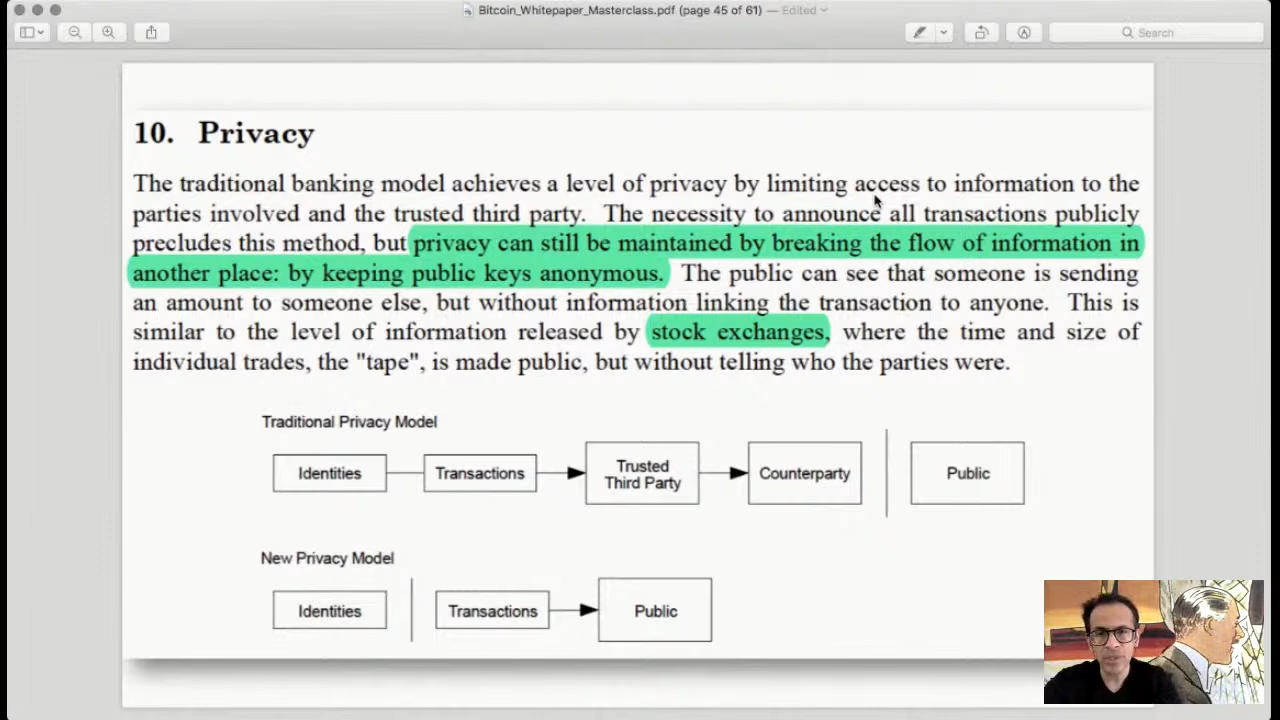 Bitcoin_Whitepaper_Masterclass.pdf (page 45 of 61) — Edited
Search
10. Privacy
The traditional banking model achieves a level of privacy by limiting access to information to the
parties involved and the trusted third party. The necessity to announce all transactions publicly
precludes this method, but privacy can still be maintained by breaking the flow of information in
another place: by keeping public keys anonymous. The public can see that someone is sending
an amount to someone else, but without information linking the transaction to anyone. This is
similar to the level of information released by stock exchanges, where the time and size of
individual trades, the "tape", is made public, but without telling who the parties were.
Traditional Privacy Model
Identities
Transactions
Trusted
Third Party
Counterparty
Public
New Privacy Model
Identities
Transactions
Public